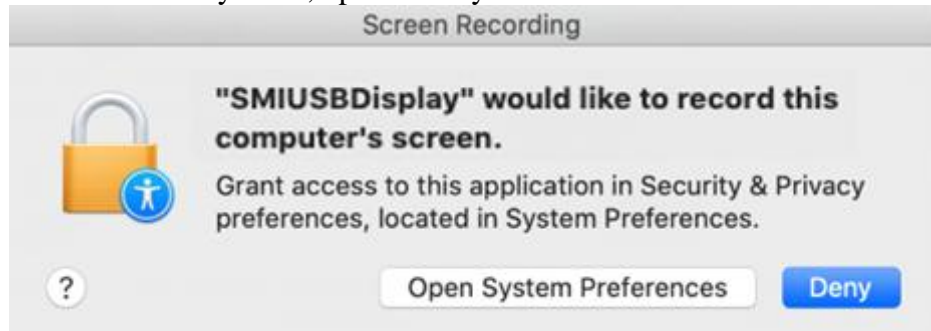 Screen Recording
"SMIUSBDisplay" would like to record this
computer's screen.
Grant access to this application in Security & Privacy
preferences, located in System Preferences.
?
Open System Preferences
Deny